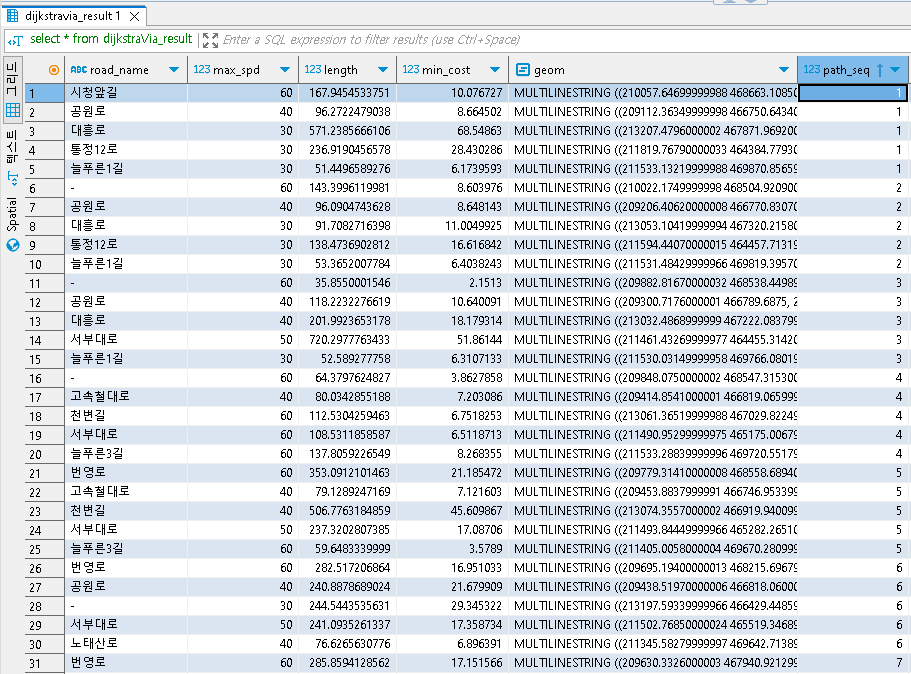 dijkstravia_result 1
select * from dijkstraVia_result Enter a SQL expression to filter results (use Ctrl+Space)
그리드
텍스트
Spatial
ABC road_name 123 max_spd 123 length 123 min_cost geom 123 path_seq
1 시청앞길 60 167.9454533751 10.076727 MULTILINESTRING ((210057.64699999988 468663.10850 1
2 공원로 40 96.2722479038 8.664502 MULTILINESTRING ((209112.36349999998 466750.64340 1
3 대흥로 30 571.2385666106 68.54863 MULTILINESTRING ((213207.4796000002 467871.969200 1
4 통정12로 30 236.9190456578 28.430286 MULTILINESTRING ((211819.76790000033 464384.77930 1
5 늘푸른1길 30 51.4496589276 6.1739593 MULTILINESTRING ((211533.13219999988 469870.85659 1
6 - 60 143.3996119981 8.603976 MULTILINESTRING ((210022.1749999998 468504.920900 2
7 공원로 40 96.0904743628 8.648143 MULTILINESTRING ((209206.40620000008 466770.83070 2
8 대흥로 30 91.7082716398 11.0049925 MULTILINESTRING ((213053.10419999994 467320.21580 2
9 통정12로 30 138.4736902812 16.616842 MULTILINESTRING ((211594.44070000015 464457.71319 2
10 늘푸른1길 30 53.3652007784 6.4038243 MULTILINESTRING ((211531.48429999966 469819.39570 2
11 - 60 35.8550001546 2.1513 MULTILINESTRING ((209882.81670000032 468538.44989 3
12 공원로 40 118.2232276619 10.640091 MULTILINESTRING ((209300.7176000001 466789.6875, 2 3
13 대흥로 40 201.9923653178 18.179314 MULTILINESTRING ((213032.4868999999 467222.083799 3
14 서부대로 50 720.2977763433 51.86144 MULTILINESTRING ((211461.43269999977 464455.31420 3
15 늘푸른1길 30 52.589277758 6.3107133 MULTILINESTRING ((211530.03149999958 469766.08019 3
16 - 60 64.3797624827 3.8627858 MULTILINESTRING ((209848.0750000002 468547.315300 4
17 고속철대로 40 80.0342855188 7.203086 MULTILINESTRING ((209414.8541000001 466819.065999 4
18 천변길 60 112.5304259463 6.7518253 MULTILINESTRING ((213061.36519999988 467029.82249 4
19 서부대로 60 108.5311858587 6.5118713 MULTILINESTRING ((211490.95299999975 465175.00679 4
20 늘푸른3길 60 137.8059226549 8.268355 MULTILINESTRING ((211533.28839999996 469720.55179 4
21 번영로 60 353.0912101463 21.185472 MULTILINESTRING ((209779.31410000008 468558.68940 5
22 고속철대로 40 79.1289247169 7.121603 MULTILINESTRING ((209453.8837999991 466746.953399 5
23 천변길 40 506.7763184859 45.609867 MULTILINESTRING ((213074.3557000002 466919.940099 5
24 서부대로 50 237.3202807385 17.08706 MULTILINESTRING ((211493.84449999966 465282.26510 5
25 늘푸른3길 60 59.6483339999 3.5789 MULTILINESTRING ((211405.0058000004 469670.280999 5
26 번영로 60 282.517206864 16.951033 MULTILINESTRING ((209695.19400000013 468215.69679 6
27 공원로 40 240.8878689024 21.679909 MULTILINESTRING ((209438.51970000006 466818.06000 6
28 - 30 244.5443535631 29.345322 MULTILINESTRING ((213197.59339999966 466429.44859 6
29 서부대로 50 241.0935261337 17.358734 MULTILINESTRING ((211502.76850000024 465519.34689 6
30 노태산로 40 76.6265630776 6.896391 MULTILINESTRING ((211345.58279999997 469642.71389 6
31 번영로 60 285.8594128562 17.151566 MULTILINESTRING ((209630.3326000003 467940.921299 7